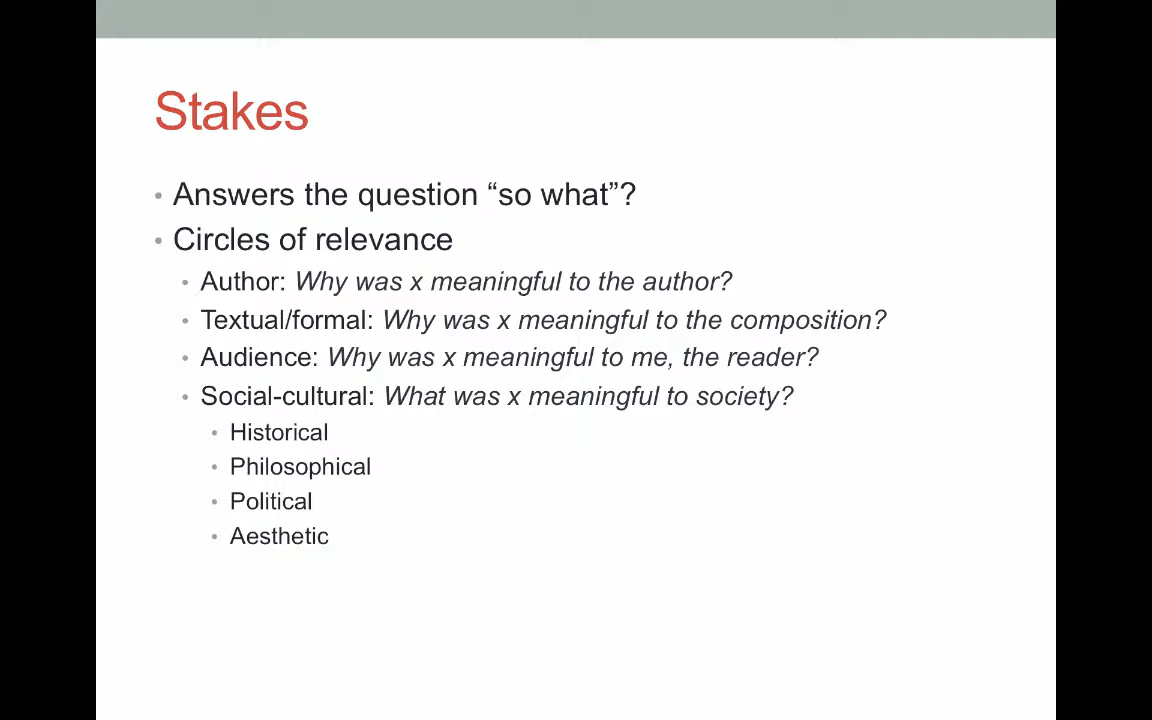 Stakes
• Answers the question “so what”?
• Circles of relevance
• Author: Why was x meaningful to the author?
• Textual/formal: Why was x meaningful to the composition?
• Audience: Why was x meaningful to me, the reader?
• Social-cultural: What was x meaningful to society?
• Historical
• Philosophical
• Political
• Aesthetic